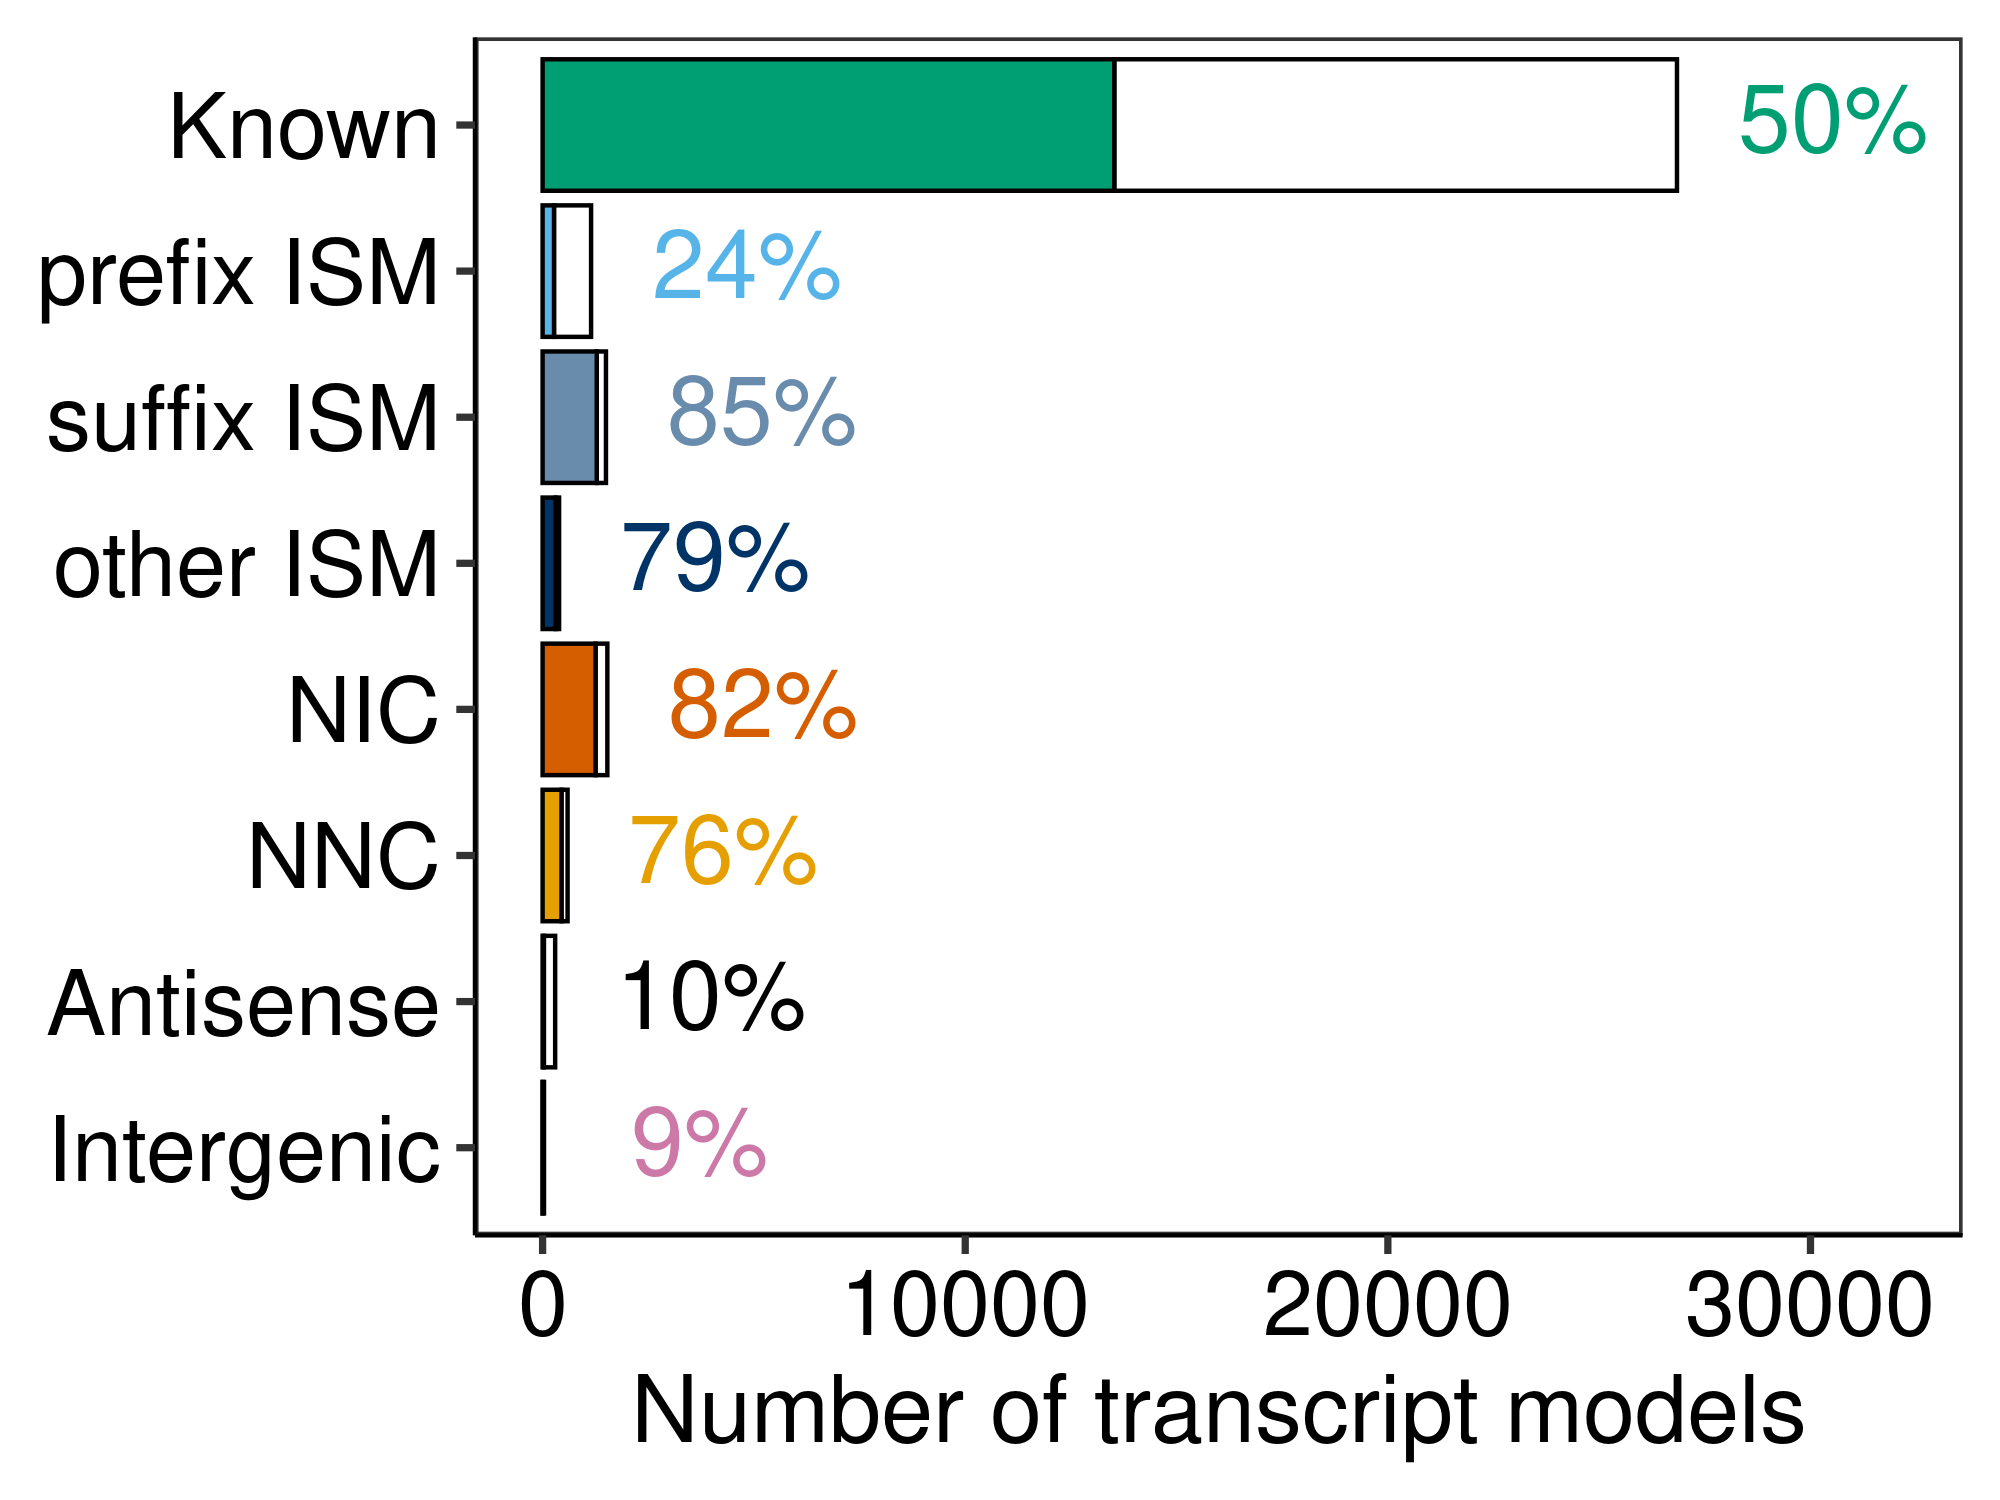 Known 50%
prefix ISM 24%
suffix ISM 85%
other ISM 79%
NIC 82%
NNC 76%
Antisense 10%
Intergenic 9%
0 10000 20000 30000
Number of transcript models